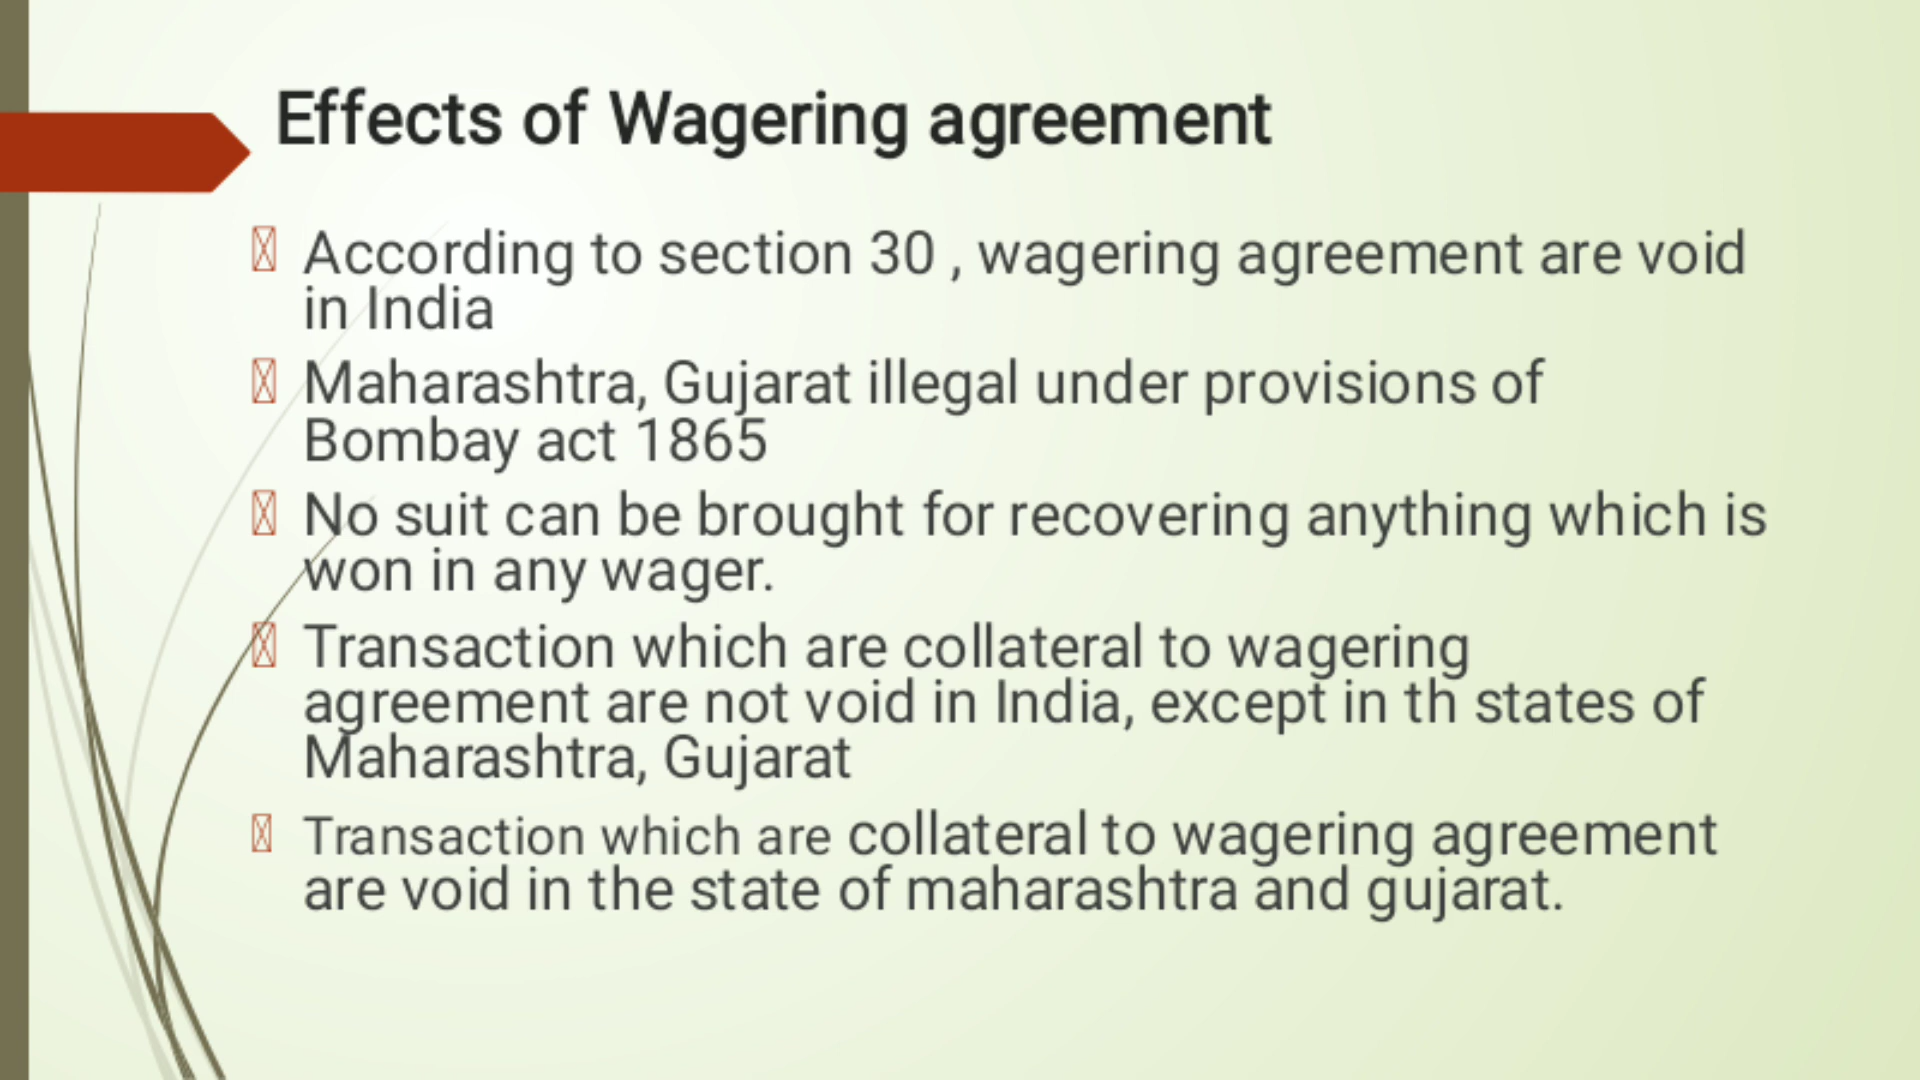 Effects of Wagering agreement
According to section 30 , wagering agreement are void
in India
Maharashtra, Gujarat illegal under provisions of
Bombay act 1865
No suit can be brought for recovering anything which is
won in any wager.
Transaction which are collateral to wagering
agreement are not void in India, except in th states of
Maharashtra, Gujarat
Transaction which are collateral to wagering agreement
are void in the state of maharashtra and gujarat.